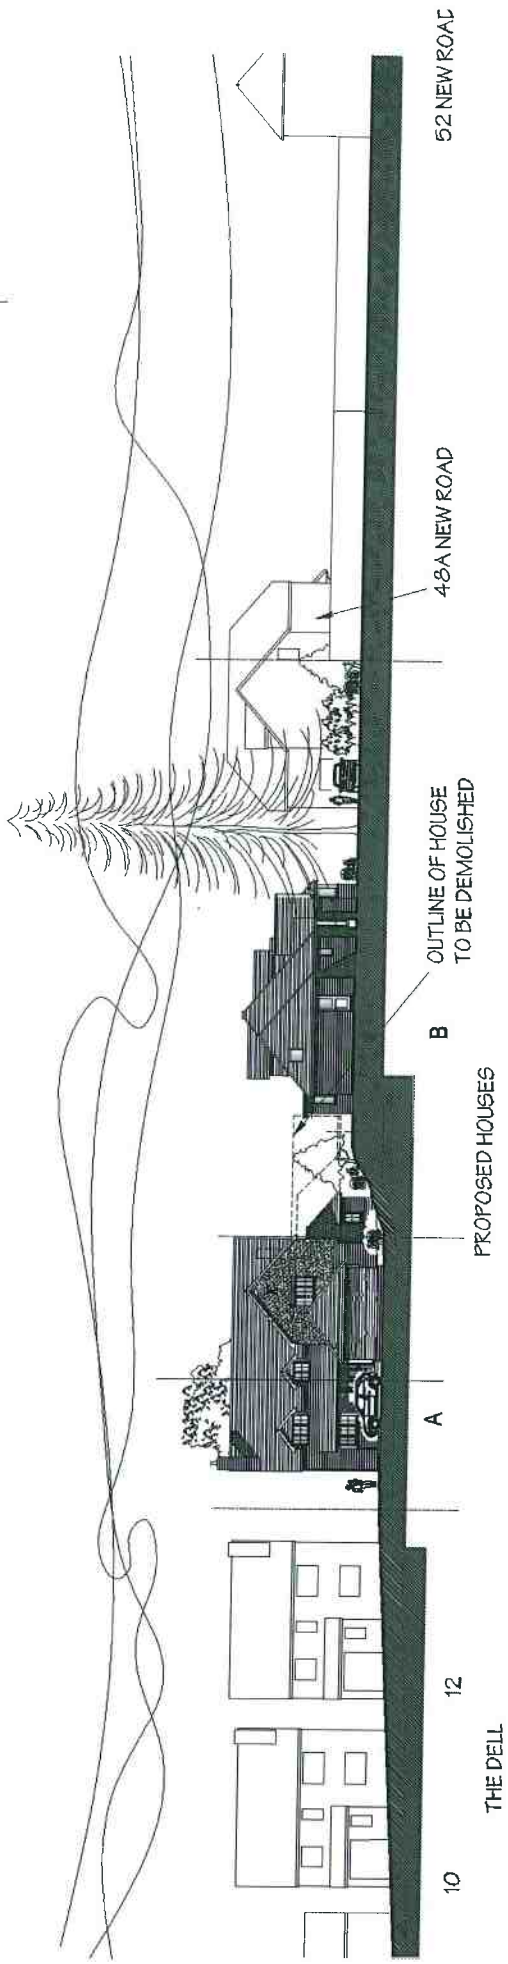 10
12
THE DELL
A
PROPOSED HOUSES
B
OUTLINE OF HOUSE
TO BE DEMOLISHED
48A NEW ROAD
52 NEW ROAD